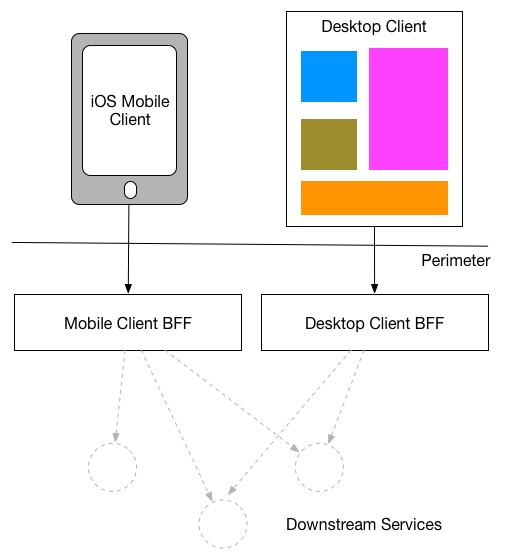 Desktop Client
iOS Mobile
Client
Perimeter
Mobile Client BFF
Desktop Client BFF
Downstream Services